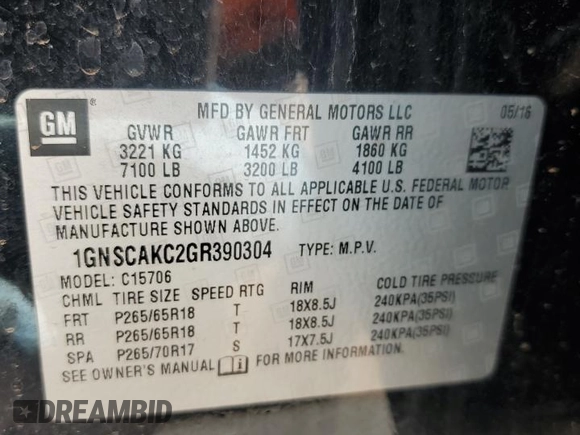 GM
MFD BY GENERAL MOTORS LLC 05/16
GVWR GAWR FRT GAWR RR
3221 KG 1452 KG 1860 KG
7100 LB 3200 LB 4100 LB
THIS VEHICLE CONFORMS TO ALL APPLICABLE U.S. FEDERAL MOTOR
VEHICLE SAFETY STANDARDS IN EFFECT ON THE DATE OF
MANUFACTURE SHOWN ABOVE.
1GNSCAKC2GR390304 TYPE: M.P.V.
MODEL: C15706
CHML TIRE SIZE SPEED RTG RIM COLD TIRE PRESSURE
FRT P265/65R18 T 18X8.5J 240KPA(35PSI)
RR P265/65R18 T 18X8.5J 240KPA(35PSI)
SPA P265/70R17 S 17X7.5J 240KPA(35PSI)
SEE OWNER'S MANUAL FOR ADDITIONAL INFORMATION.
DREAMBID